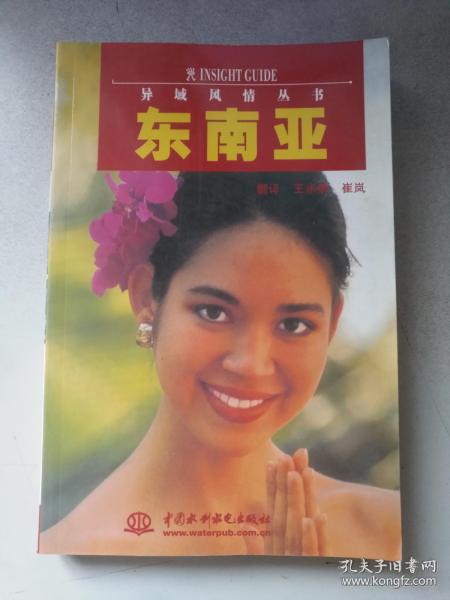 INSIGHT GUIDE
异域风情丛书
东南亚
翻译 王 崔岚
中国水利水电出版社
www.waterpub.com.cn
孔夫子旧书网
www.kongfz.com